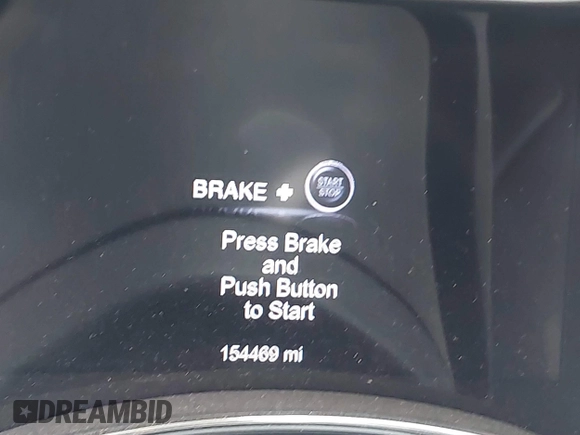 BRAKE + START STOP
Press Brake
and
Push Button
to Start
154469 mi
DREAMBID